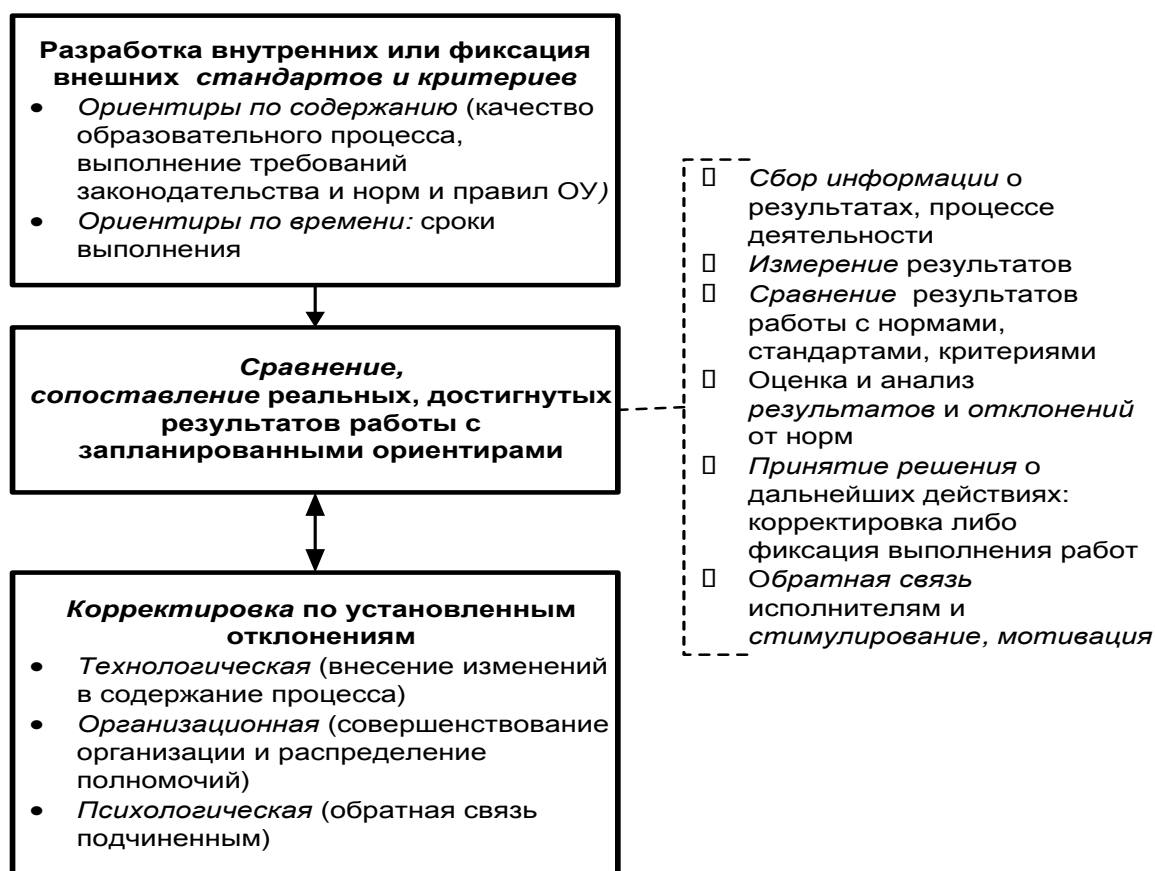 Разработка внутренних или фиксация
внешних стандартов и критериев
• Ориентиры по содержанию (качество
образовательного процесса,
выполнение требований
законодательства и норм и правил ОУ)
• Ориентиры по времени: сроки
выполнения
Сравнение,
сопоставление реальных, достигнутых
результатов работы с
запланированными ориентирами
Корректировка по установленным
отклонениям
• Технологическая (внесение изменений
в содержание процесса)
• Организационная (совершенствование
организации и распределение
полномочий)
• Психологическая (обратная связь
подчиненным)
Сбор информации о
результатах, процессе
деятельности
Измерение результатов
Сравнение результатов
работы с нормами,
стандартами, критериями
Оценка и анализ
результатов и отклонений
от норм
Принятие решения о
дальнейших действиях:
корректировка либо
фиксация выполнения работ
Обратная связь
исполнителям и
стимулирование, мотивация